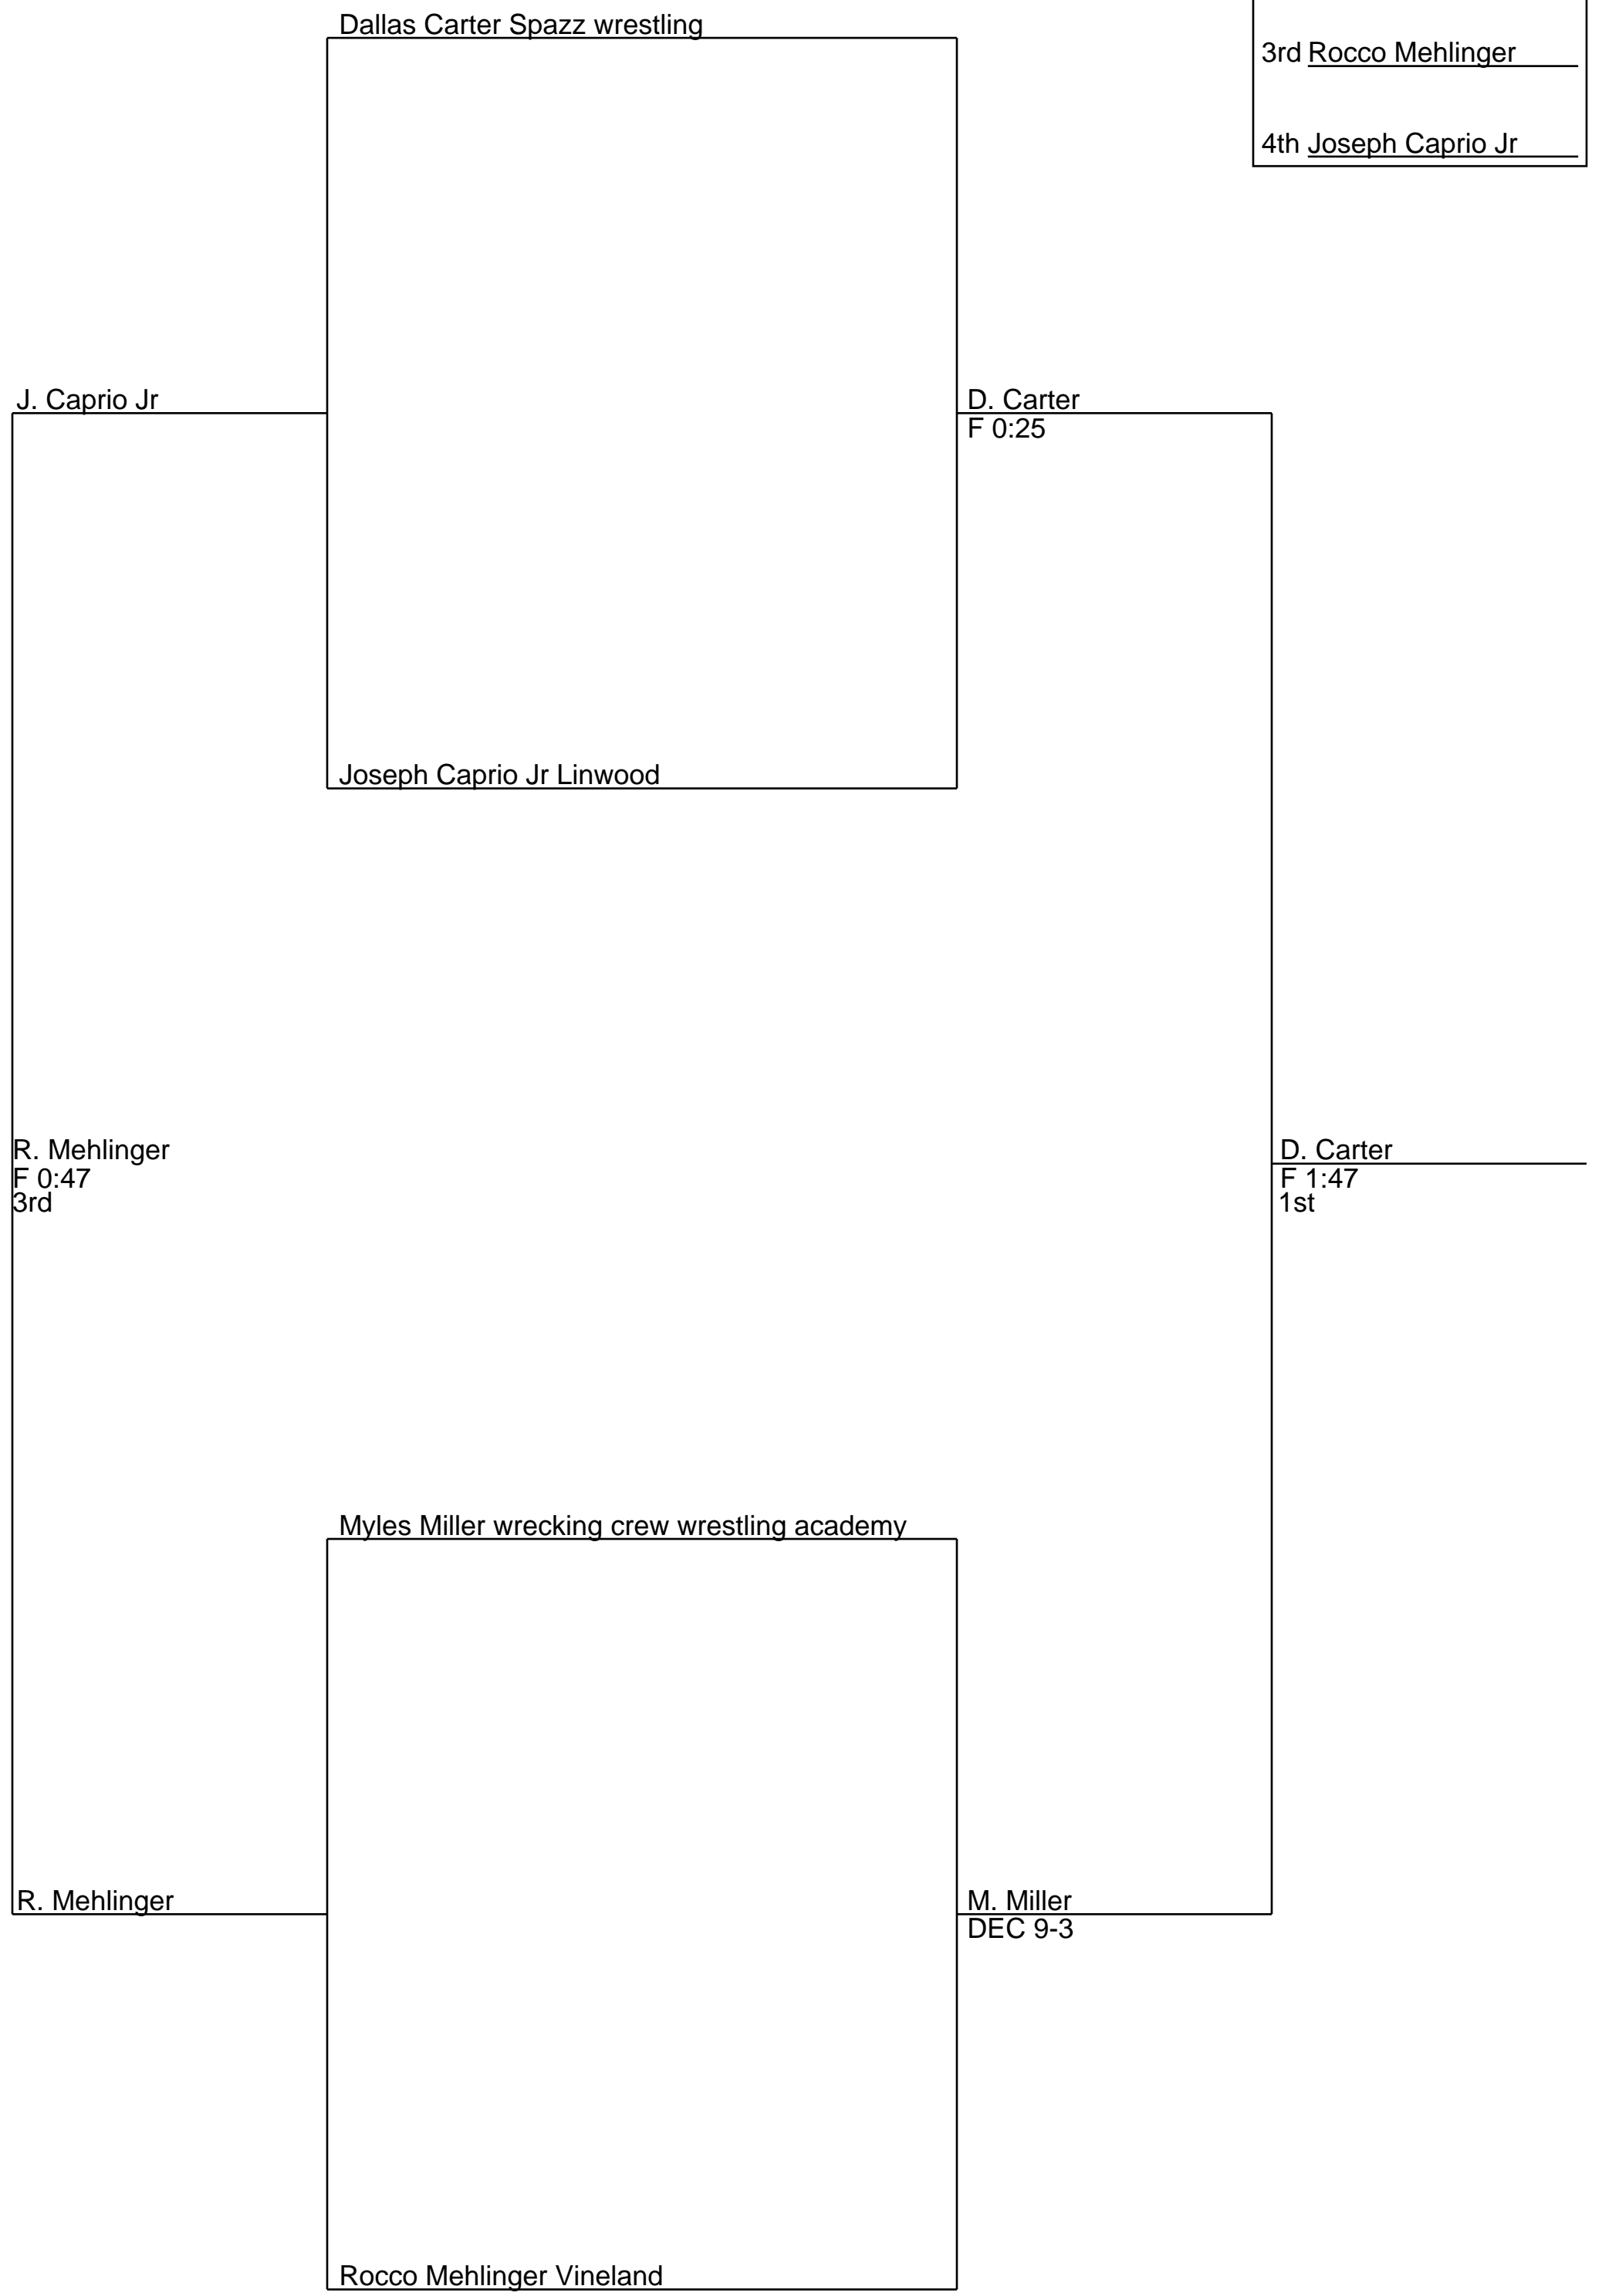 Dallas Carter Spazz wrestling
3rd Rocco Mehlinger
4th Joseph Caprio Jr
J. Caprio Jr
D. Carter
F 0:25
Joseph Caprio Jr Linwood
R. Mehlinger
F 0:47
3rd
D. Carter
F 1:47
1st
Myles Miller wrecking crew wrestling academy
R. Mehlinger
M. Miller
DEC 9-3
Rocco Mehlinger Vineland